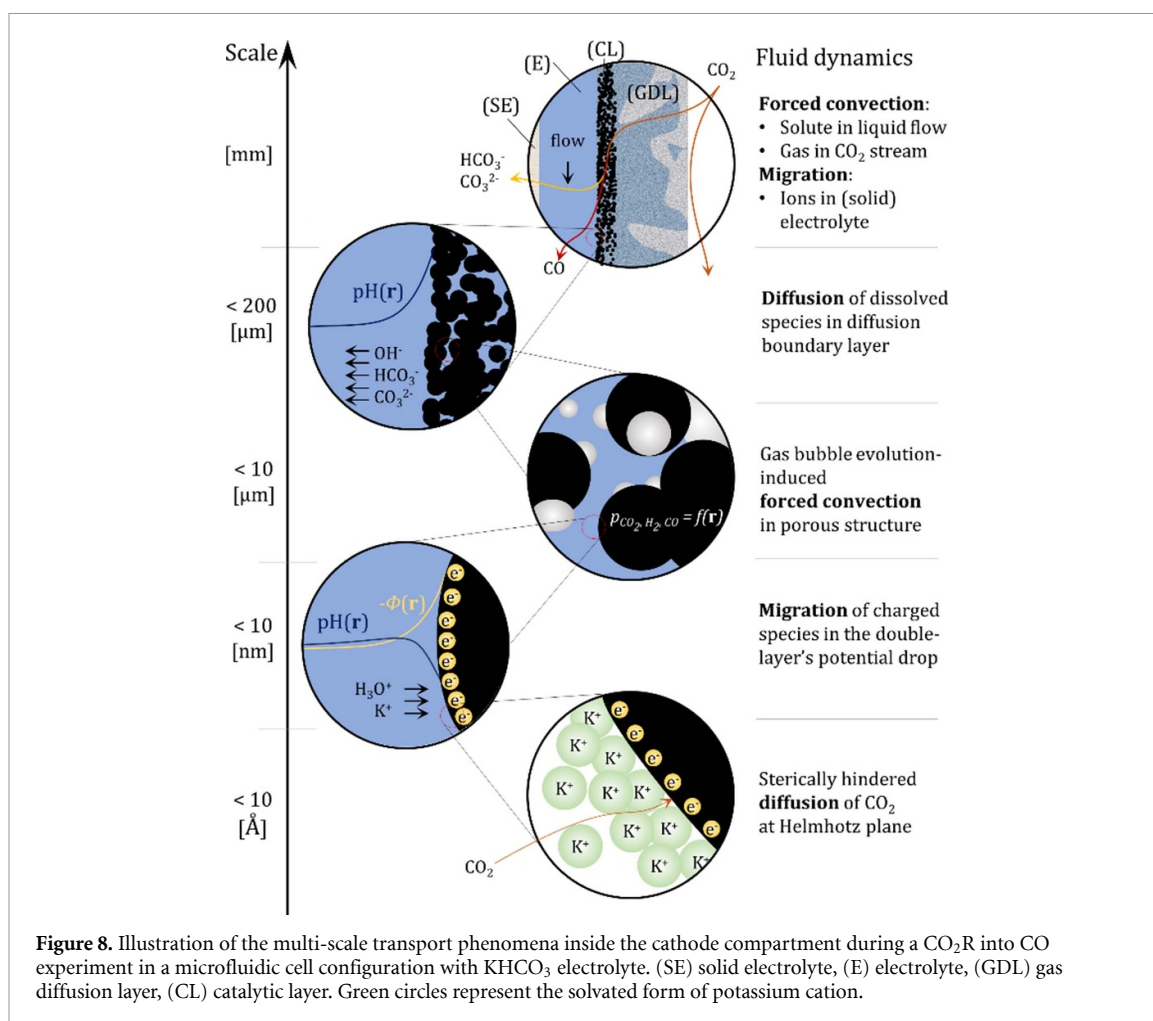 Scale
[mm]
< 200
[μm]
< 10
[μm]
< 10
[nm]
< 10
[Å]
(SE)
(E)
(CL)
(GDL)
CO₂
flow
HCO₃⁻
CO₃²⁻
CO
pH(r)
OH⁻
HCO₃⁻
CO₃²⁻
p_{CO₂, H₂, CO} = f(r)
-Φ(r)
pH(r)
H₃O⁺
K⁺
e⁻
e⁻
e⁻
e⁻
e⁻
e⁻
e⁻
e⁻
K⁺
K⁺
K⁺
K⁺
K⁺
K⁺
K⁺
K⁺
K⁺
K⁺
e⁻
e⁻
e⁻
e⁻
e⁻
e⁻
CO₂
Fluid dynamics
Forced convection:
• Solute in liquid flow
• Gas in CO₂ stream
Migration:
• Ions in (solid)
electrolyte
Diffusion of dissolved
species in diffusion
boundary layer
Gas bubble evolution-
induced
forced convection
in porous structure
Migration of charged
species in the double-
layer's potential drop
Sterically hindered
diffusion of CO₂
at Helmhotz plane
Figure 8. Illustration of the multi-scale transport phenomena inside the cathode compartment during a CO₂R into CO
experiment in a microfluidic cell configuration with KHCO₃ electrolyte. (SE) solid electrolyte, (E) electrolyte, (GDL) gas
diffusion layer, (CL) catalytic layer. Green circles represent the solvated form of potassium cation.